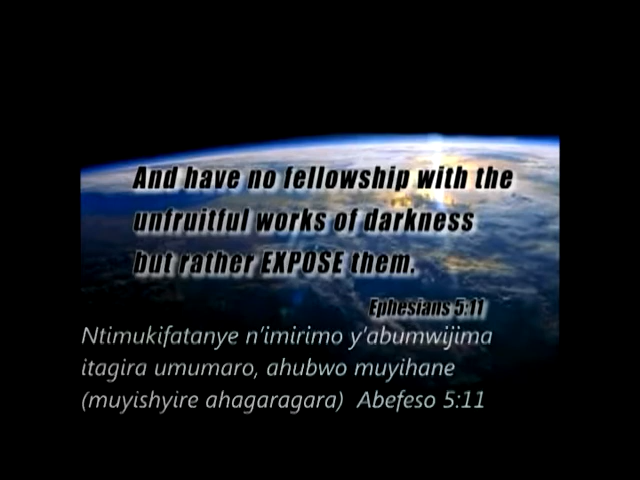 And have no fellowship with the
unfruitful works of darkness
but rather EXPOSE them.
Ephesians 5:11
Ntimukifatanye n'imirimo y'abumwijima
itagira umumaro, ahubwo muyihane
(muyishyire ahagaragara)  Abefeso 5:11